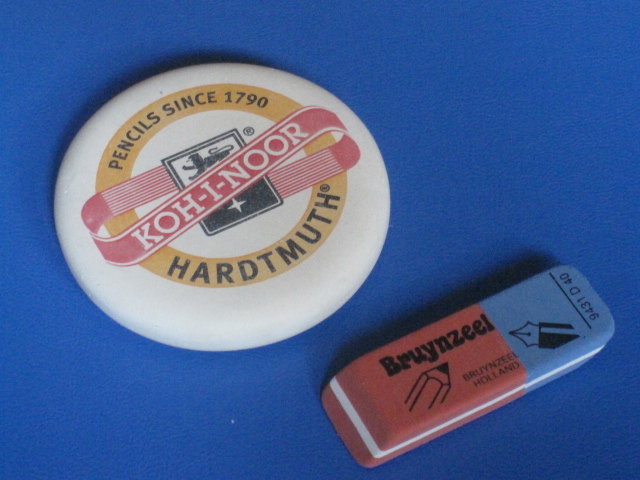 PENCILS SINCE 1790
®
KOH-I-NOOR
HARDTMUTH®
Bruynzeel
BRUYNZEEL
HOLLAND
9431 D 40